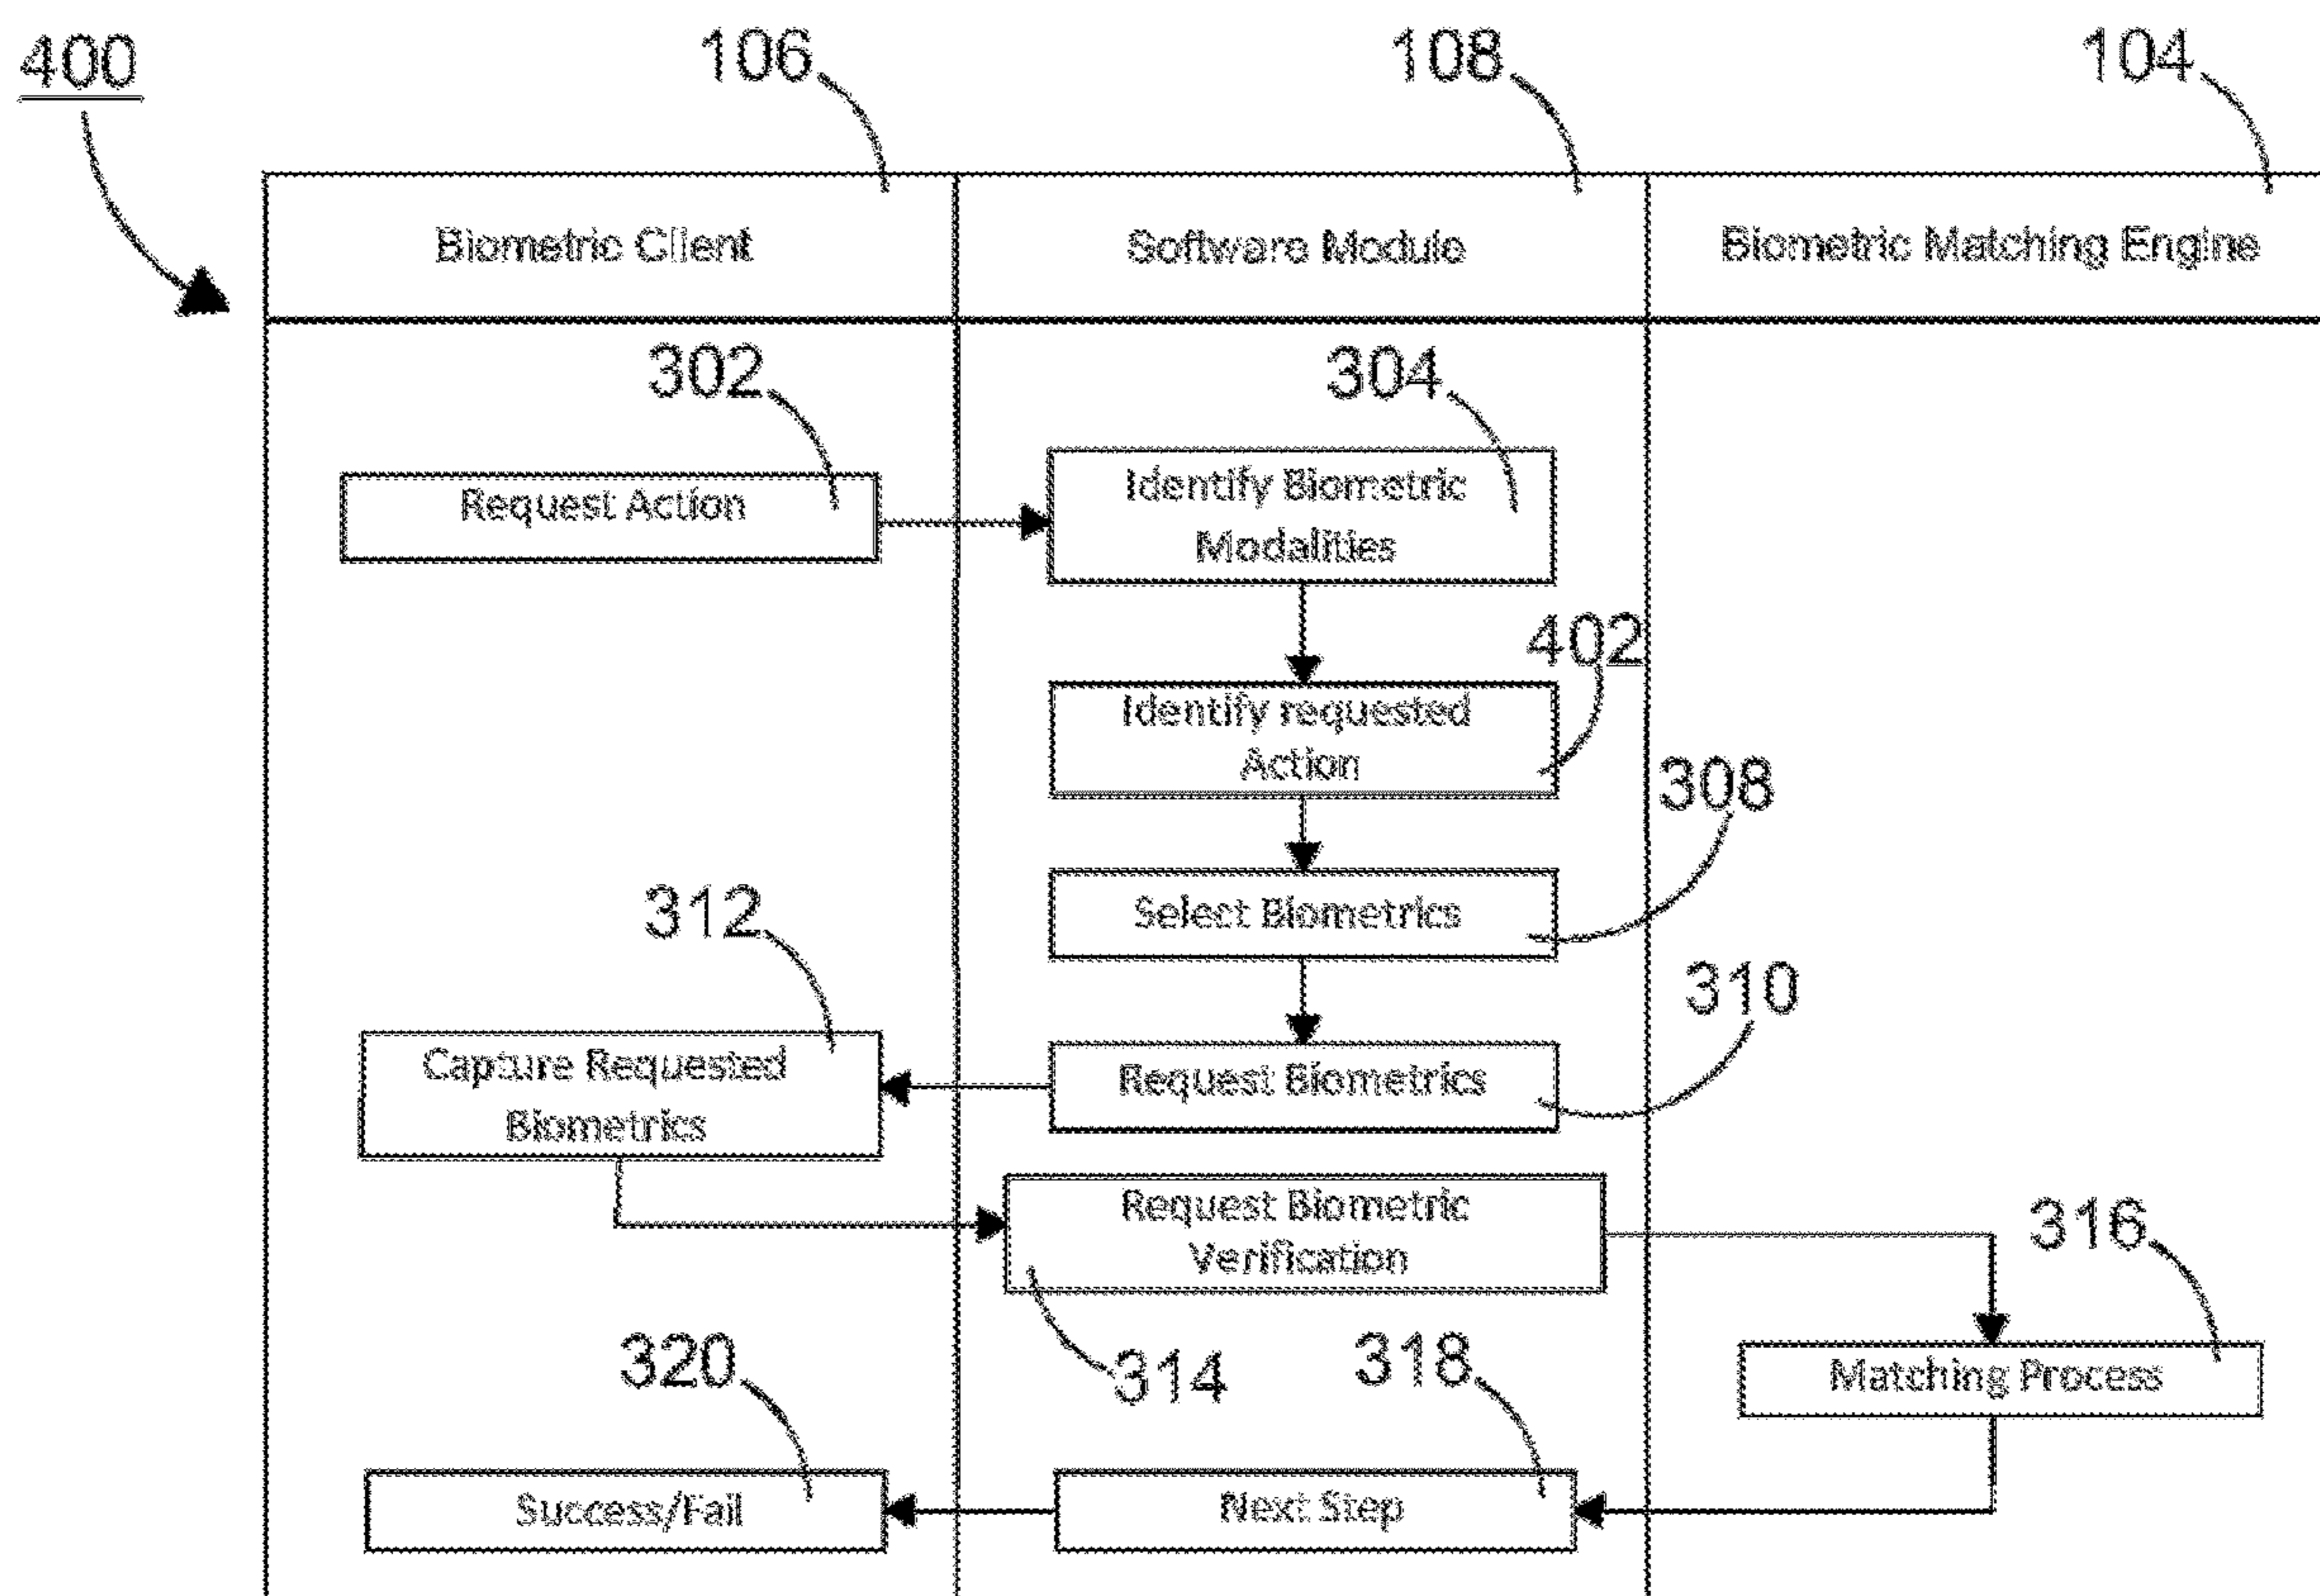 400
106
108
104
Biometric Client
Software Module
Biometric Matching Engine
302
304
Request Action
Identify Biometric
Modalities
402
Identify requested
Action
308
312
Select Biometrics
310
Capture Requested
Biometrics
Request Biometrics
Request Biometric
Verification
316
320
314
318
Matching Process
Success/Fail
Next Step